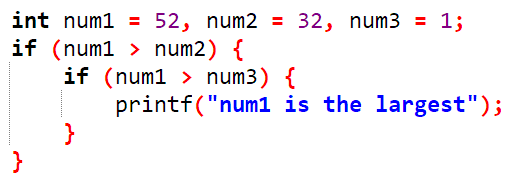 int num1 = 52, num2 = 32, num3 = 1;
if (num1 > num2) {
    if (num1 > num3) {
        printf("num1 is the largest");
    }
}